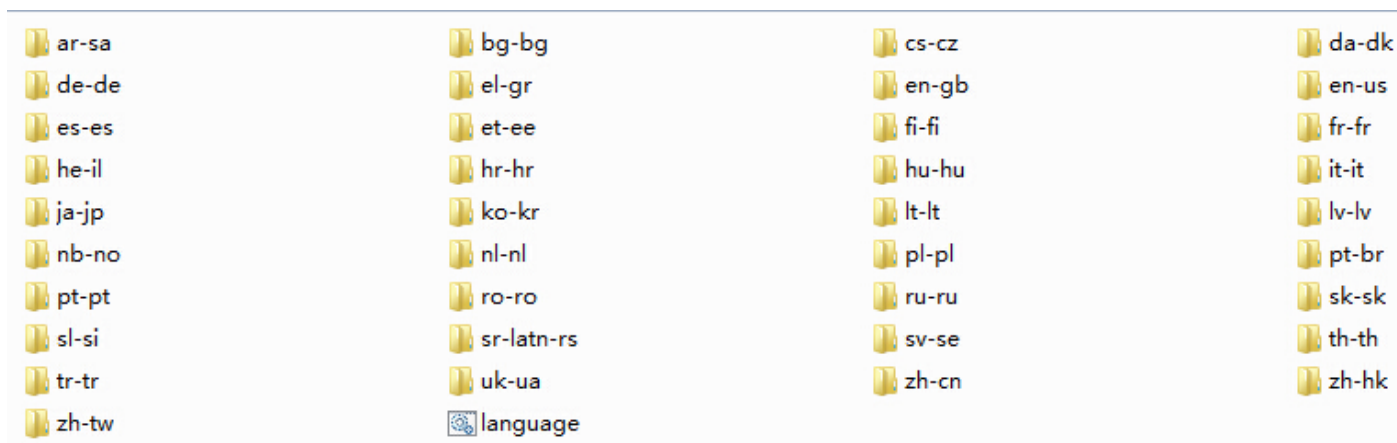 ar-sa bg-bg cs-cz da-dk
de-de el-gr en-gb en-us
es-es et-ee fi-fi fr-fr
he-il hr-hr hu-hu it-it
ja-jp ko-kr lt-lt lv-lv
nb-no nl-nl pl-pl pt-br
pt-pt ro-ro ru-ru sk-sk
sl-si sr-latn-rs sv-se th-th
tr-tr uk-ua zh-cn zh-hk
zh-tw language